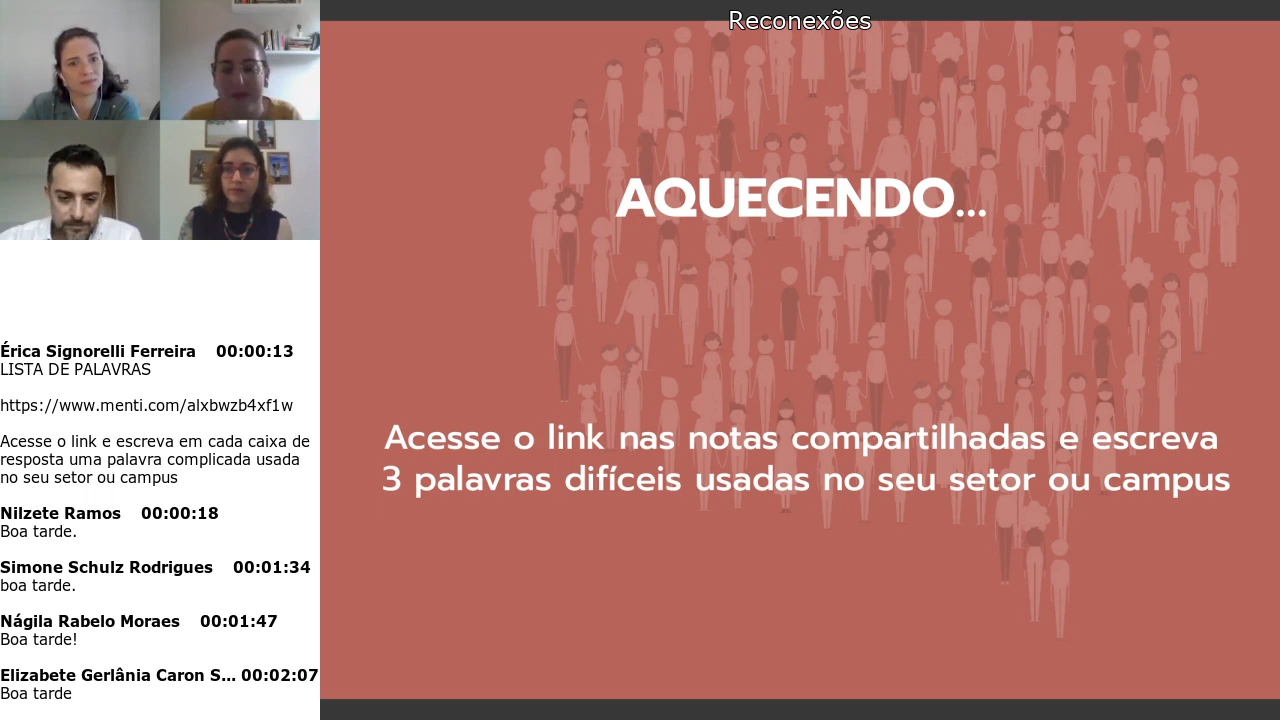 Reconexões
AQUECENDO...
Acesse o link nas notas compartilhadas e escreva
3 palavras difíceis usadas no seu setor ou campus
Érica Signorelli Ferreira 00:00:13
LISTA DE PALAVRAS
https://www.menti.com/alxbwzb4xf1w
Acesse o link e escreva em cada caixa de
resposta uma palavra complicada usada
no seu setor ou campus
Nilzete Ramos 00:00:18
Boa tarde.
Simone Schulz Rodrigues 00:01:34
boa tarde.
Nágila Rabelo Moraes 00:01:47
Boa tarde!
Elizabete Gerlânia Caron S... 00:02:07
Boa tarde